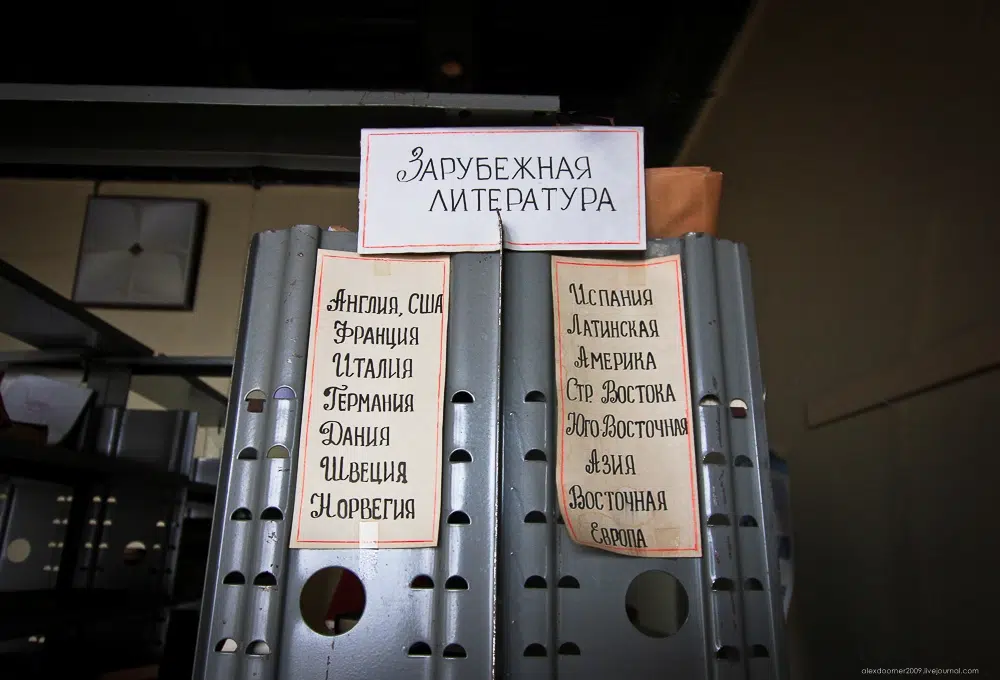 Зарубежная
литература
Англия, США
Франция
Италия
Германия
Дания
Швеция
Норвегия
Испания
Латинская
Америка
Стр. Востока
Юго-Восточная
Азия
Восточная
Европа
alexdoomer2009.livejournal.com